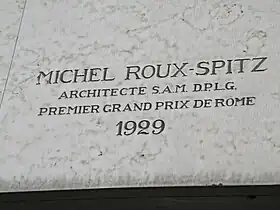 MICHEL ROUX-SPITZ
ARCHITECTE S.A.M. D.P.L.G.
PREMIER GRAND PRIX DE ROME
1929